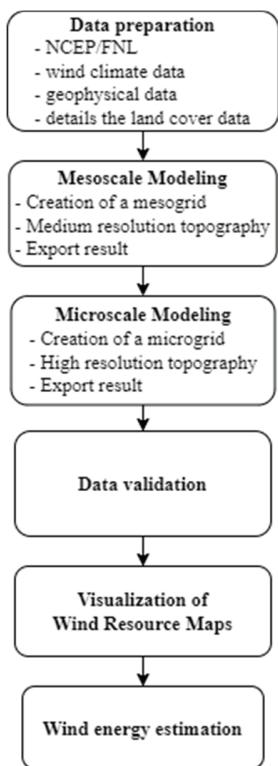 Data preparation
- NCEP/FNL
- wind climate data
- geophysical data
- details the land cover data
Mesoscale Modeling
- Creation of a mesogrid
- Medium resolution topography
- Export result
Microscale Modeling
- Creation of a microgrid
- High resolution topography
- Export result
Data validation
Visualization of
Wind Resource Maps
Wind energy estimation